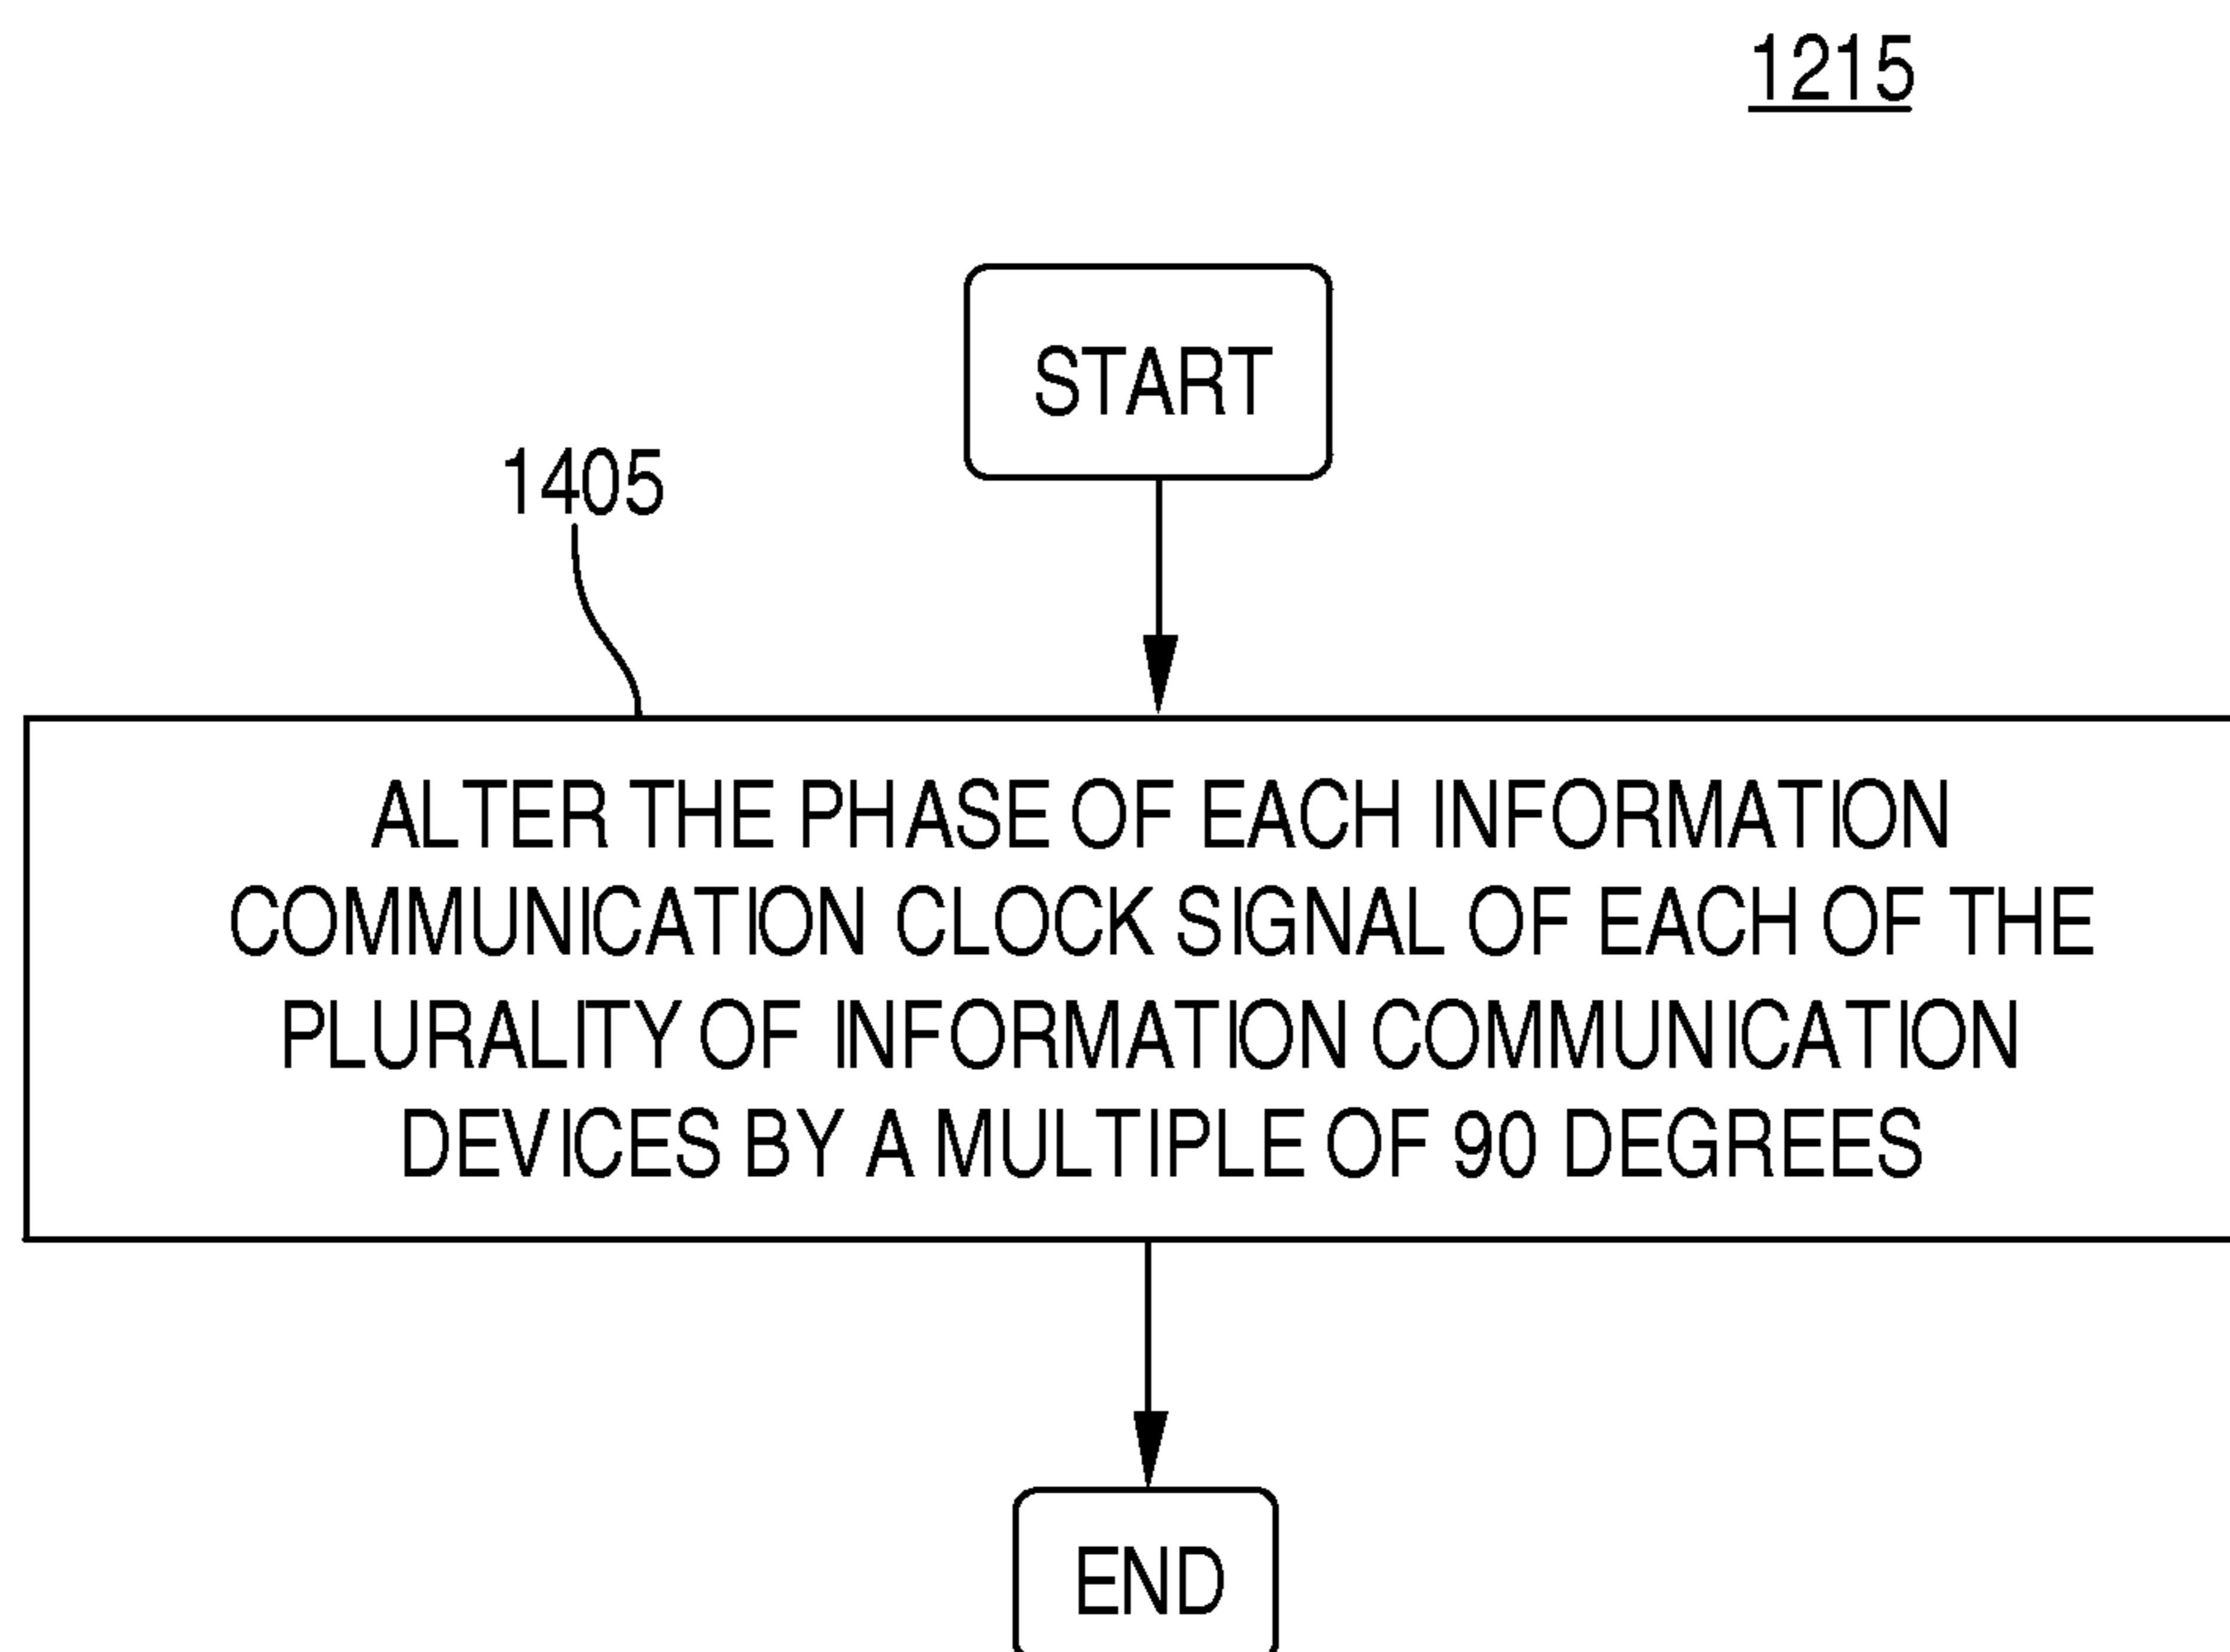 1215
START
1405
ALTER THE PHASE OF EACH INFORMATION
COMMUNICATION CLOCK SIGNAL OF EACH OF THE
PLURALITY OF INFORMATION COMMUNICATION
DEVICES BY A MULTIPLE OF 90 DEGREES
END